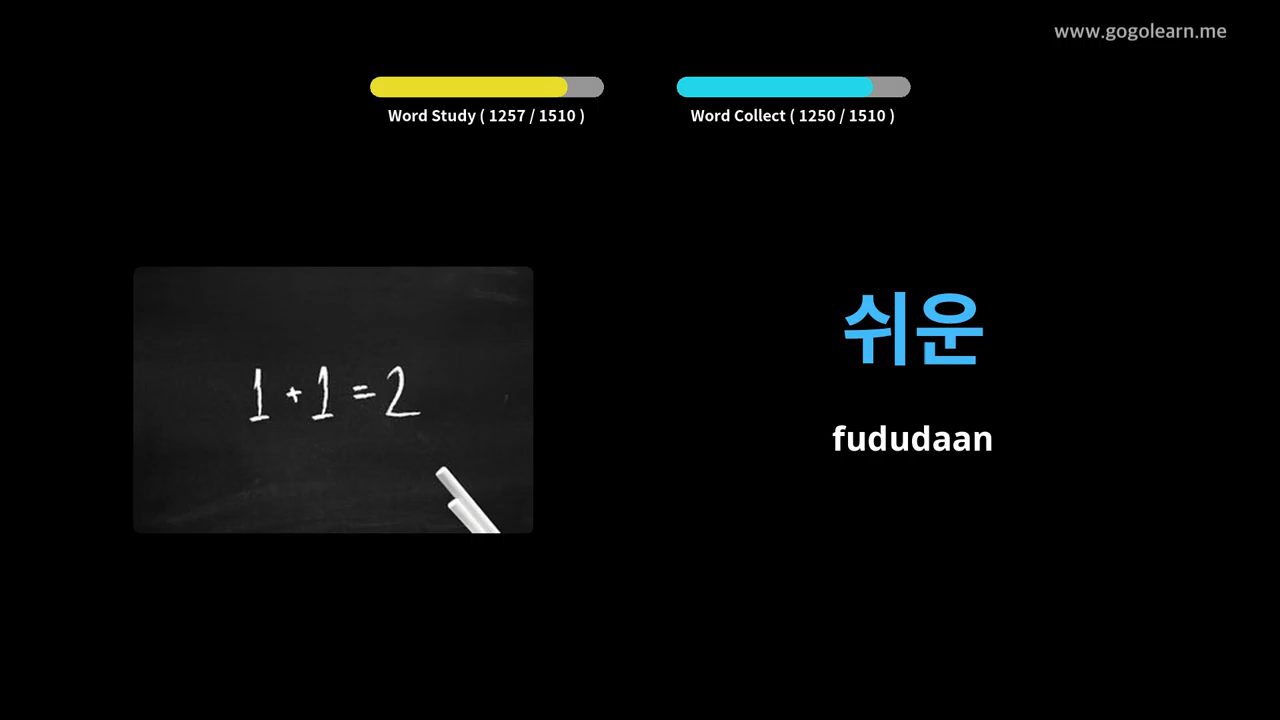 www.gogolearn.me
Word Study ( 1257 / 1510 )
Word Collect ( 1250 / 1510 )
1 + 1 = 2
쉬운
fududaan